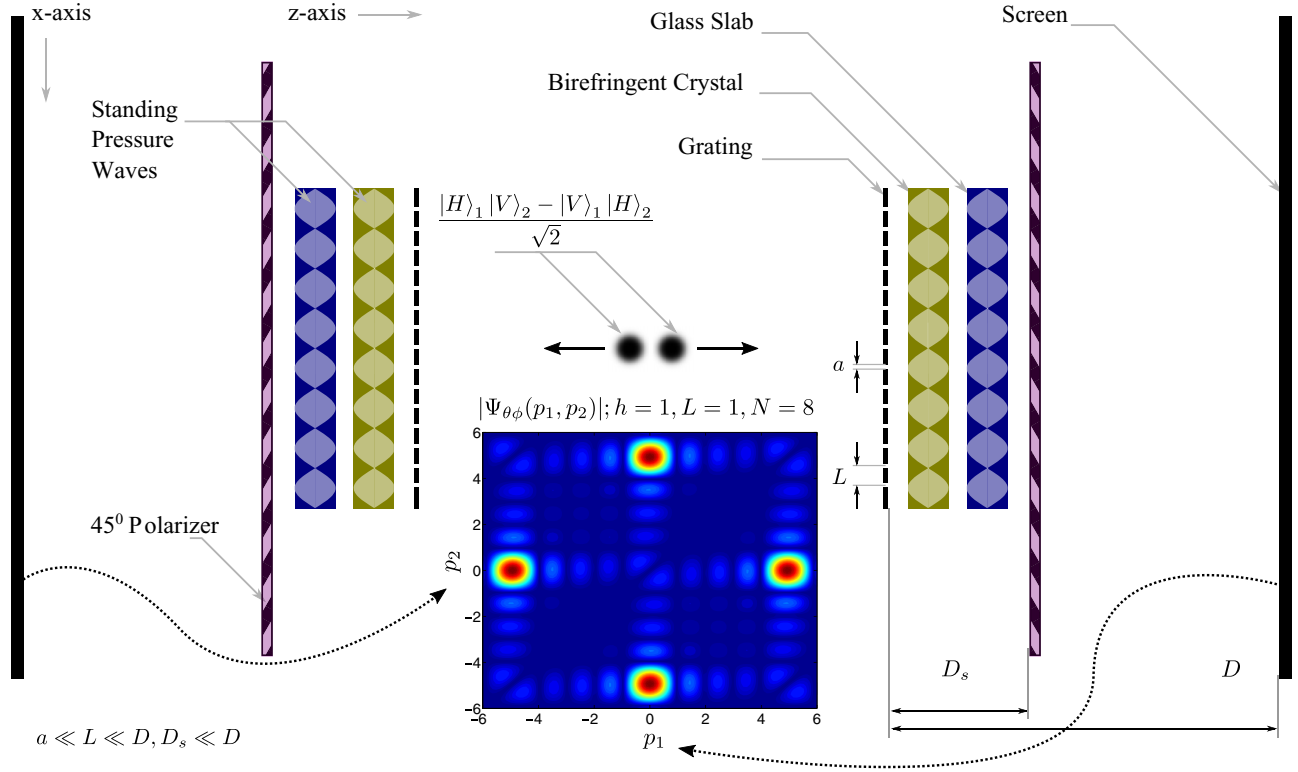 x-axis
z-axis
Glass Slab
Screen
Birefringent Crystal
Standing
Pressure
Waves
Grating
|H⟩₁ |V⟩₂ − |V⟩₁ |H⟩₂
√2
a
|Ψ_θϕ(p₁, p₂)|; h = 1, L = 1, N = 8
L
45⁰ Polarizer
6
4
2
0
−2
−4
−6
p₂
−6 −4 −2 0 2 4 6
p₁
D_s
D
a ≪ L ≪ D, D_s ≪ D